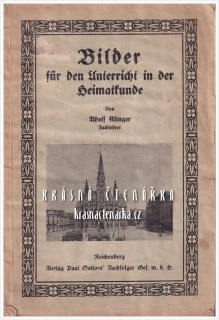 Bilder
für den Unterricht in der
Heimatkunde
Von
Adolf Klinger
Fachlehrer
KRÁSNÁ ČTENÁŘKA
krasnactenarka.cz
Reichenberg
Verlag Paul Sollors' Nachfolger Ges. m. b. H.